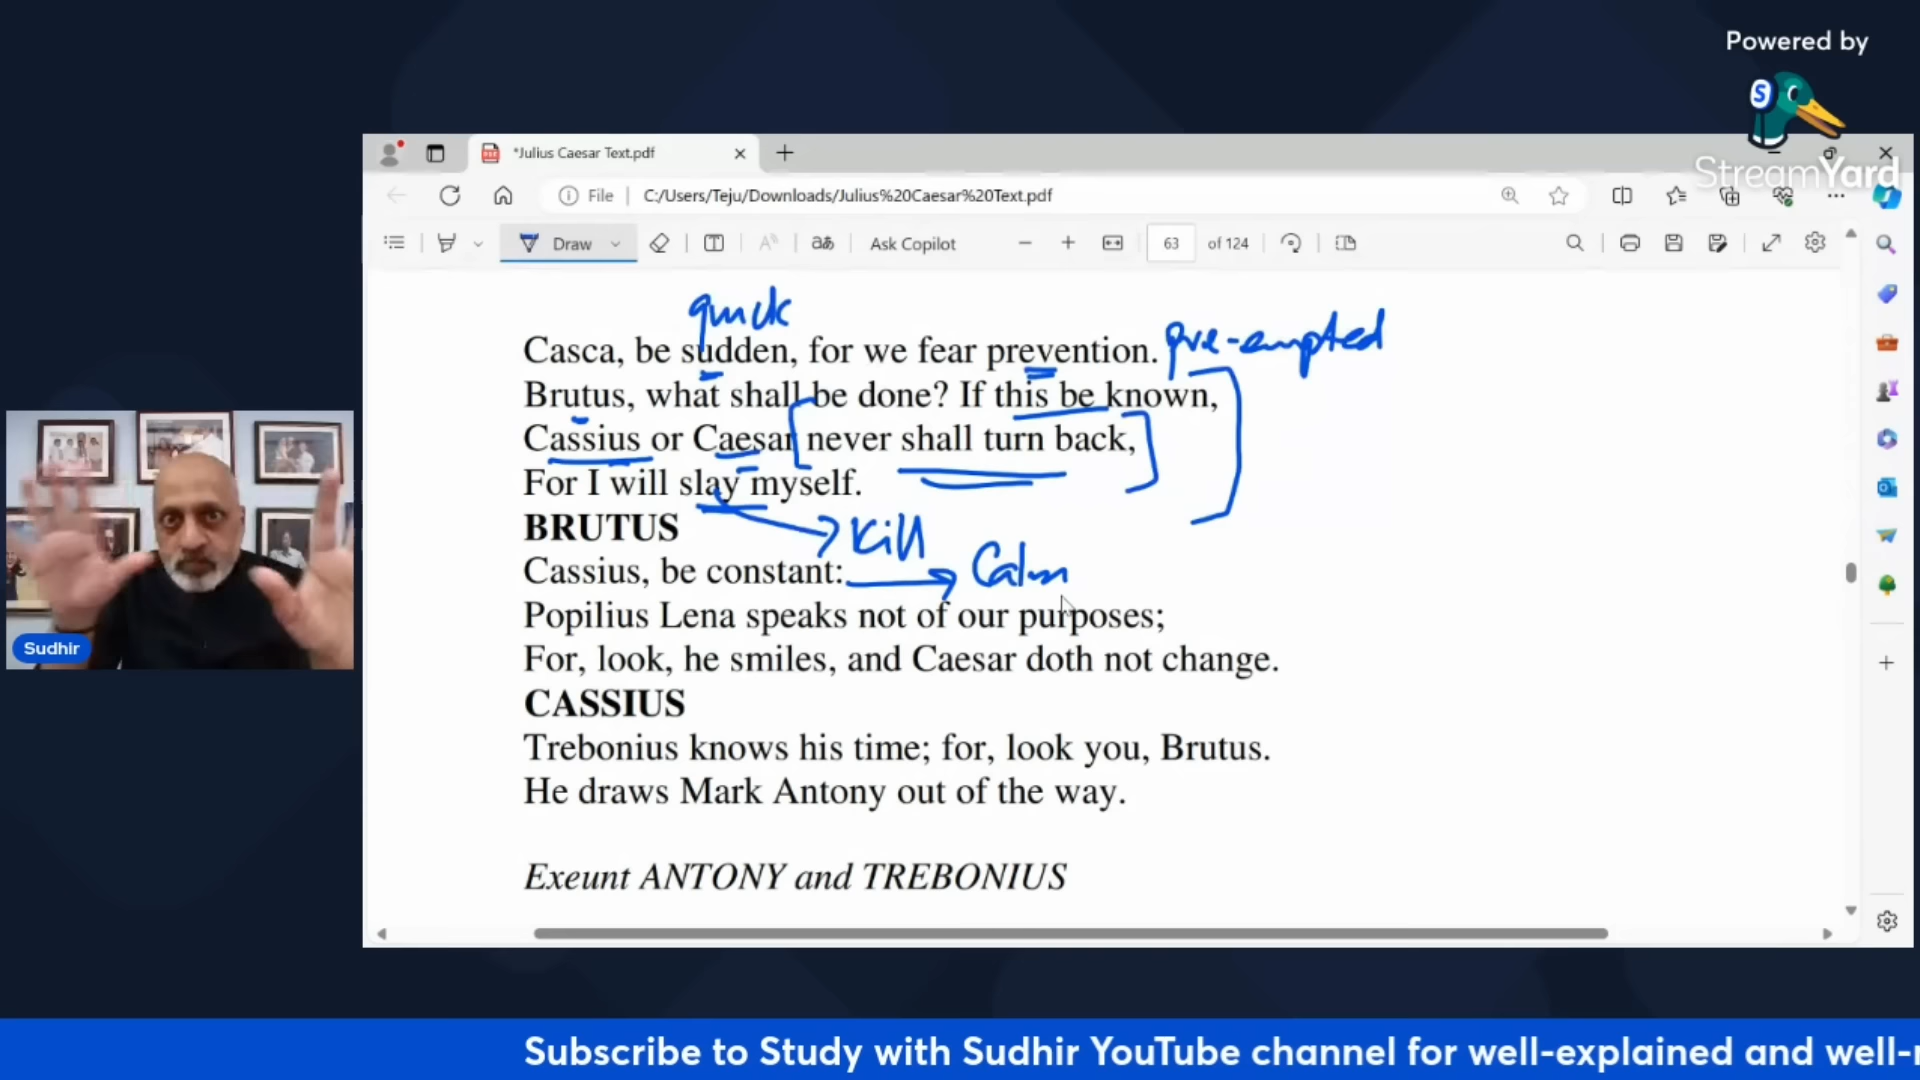 Powered by
StreamYard
*Julius Caesar Text.pdf
File
C:/Users/Teju/Downloads/Julius%20Caesar%20Text.pdf
Draw
Ask Copilot
63 of 124
quick
Casca, be sudden, for we fear prevention. pre-empted
Brutus, what shall be done? If this be known,
Cassius or Caesar never shall turn back,
For I will slay myself.
BRUTUS
Kill
Cassius, be constant: Calm
Popilius Lena speaks not of our purposes;
For, look, he smiles, and Caesar doth not change.
CASSIUS
Trebonius knows his time; for, look you, Brutus.
He draws Mark Antony out of the way.
Exeunt ANTONY and TREBONIUS
Sudhir
Subscribe to Study with Sudhir YouTube channel for well-explained and well-